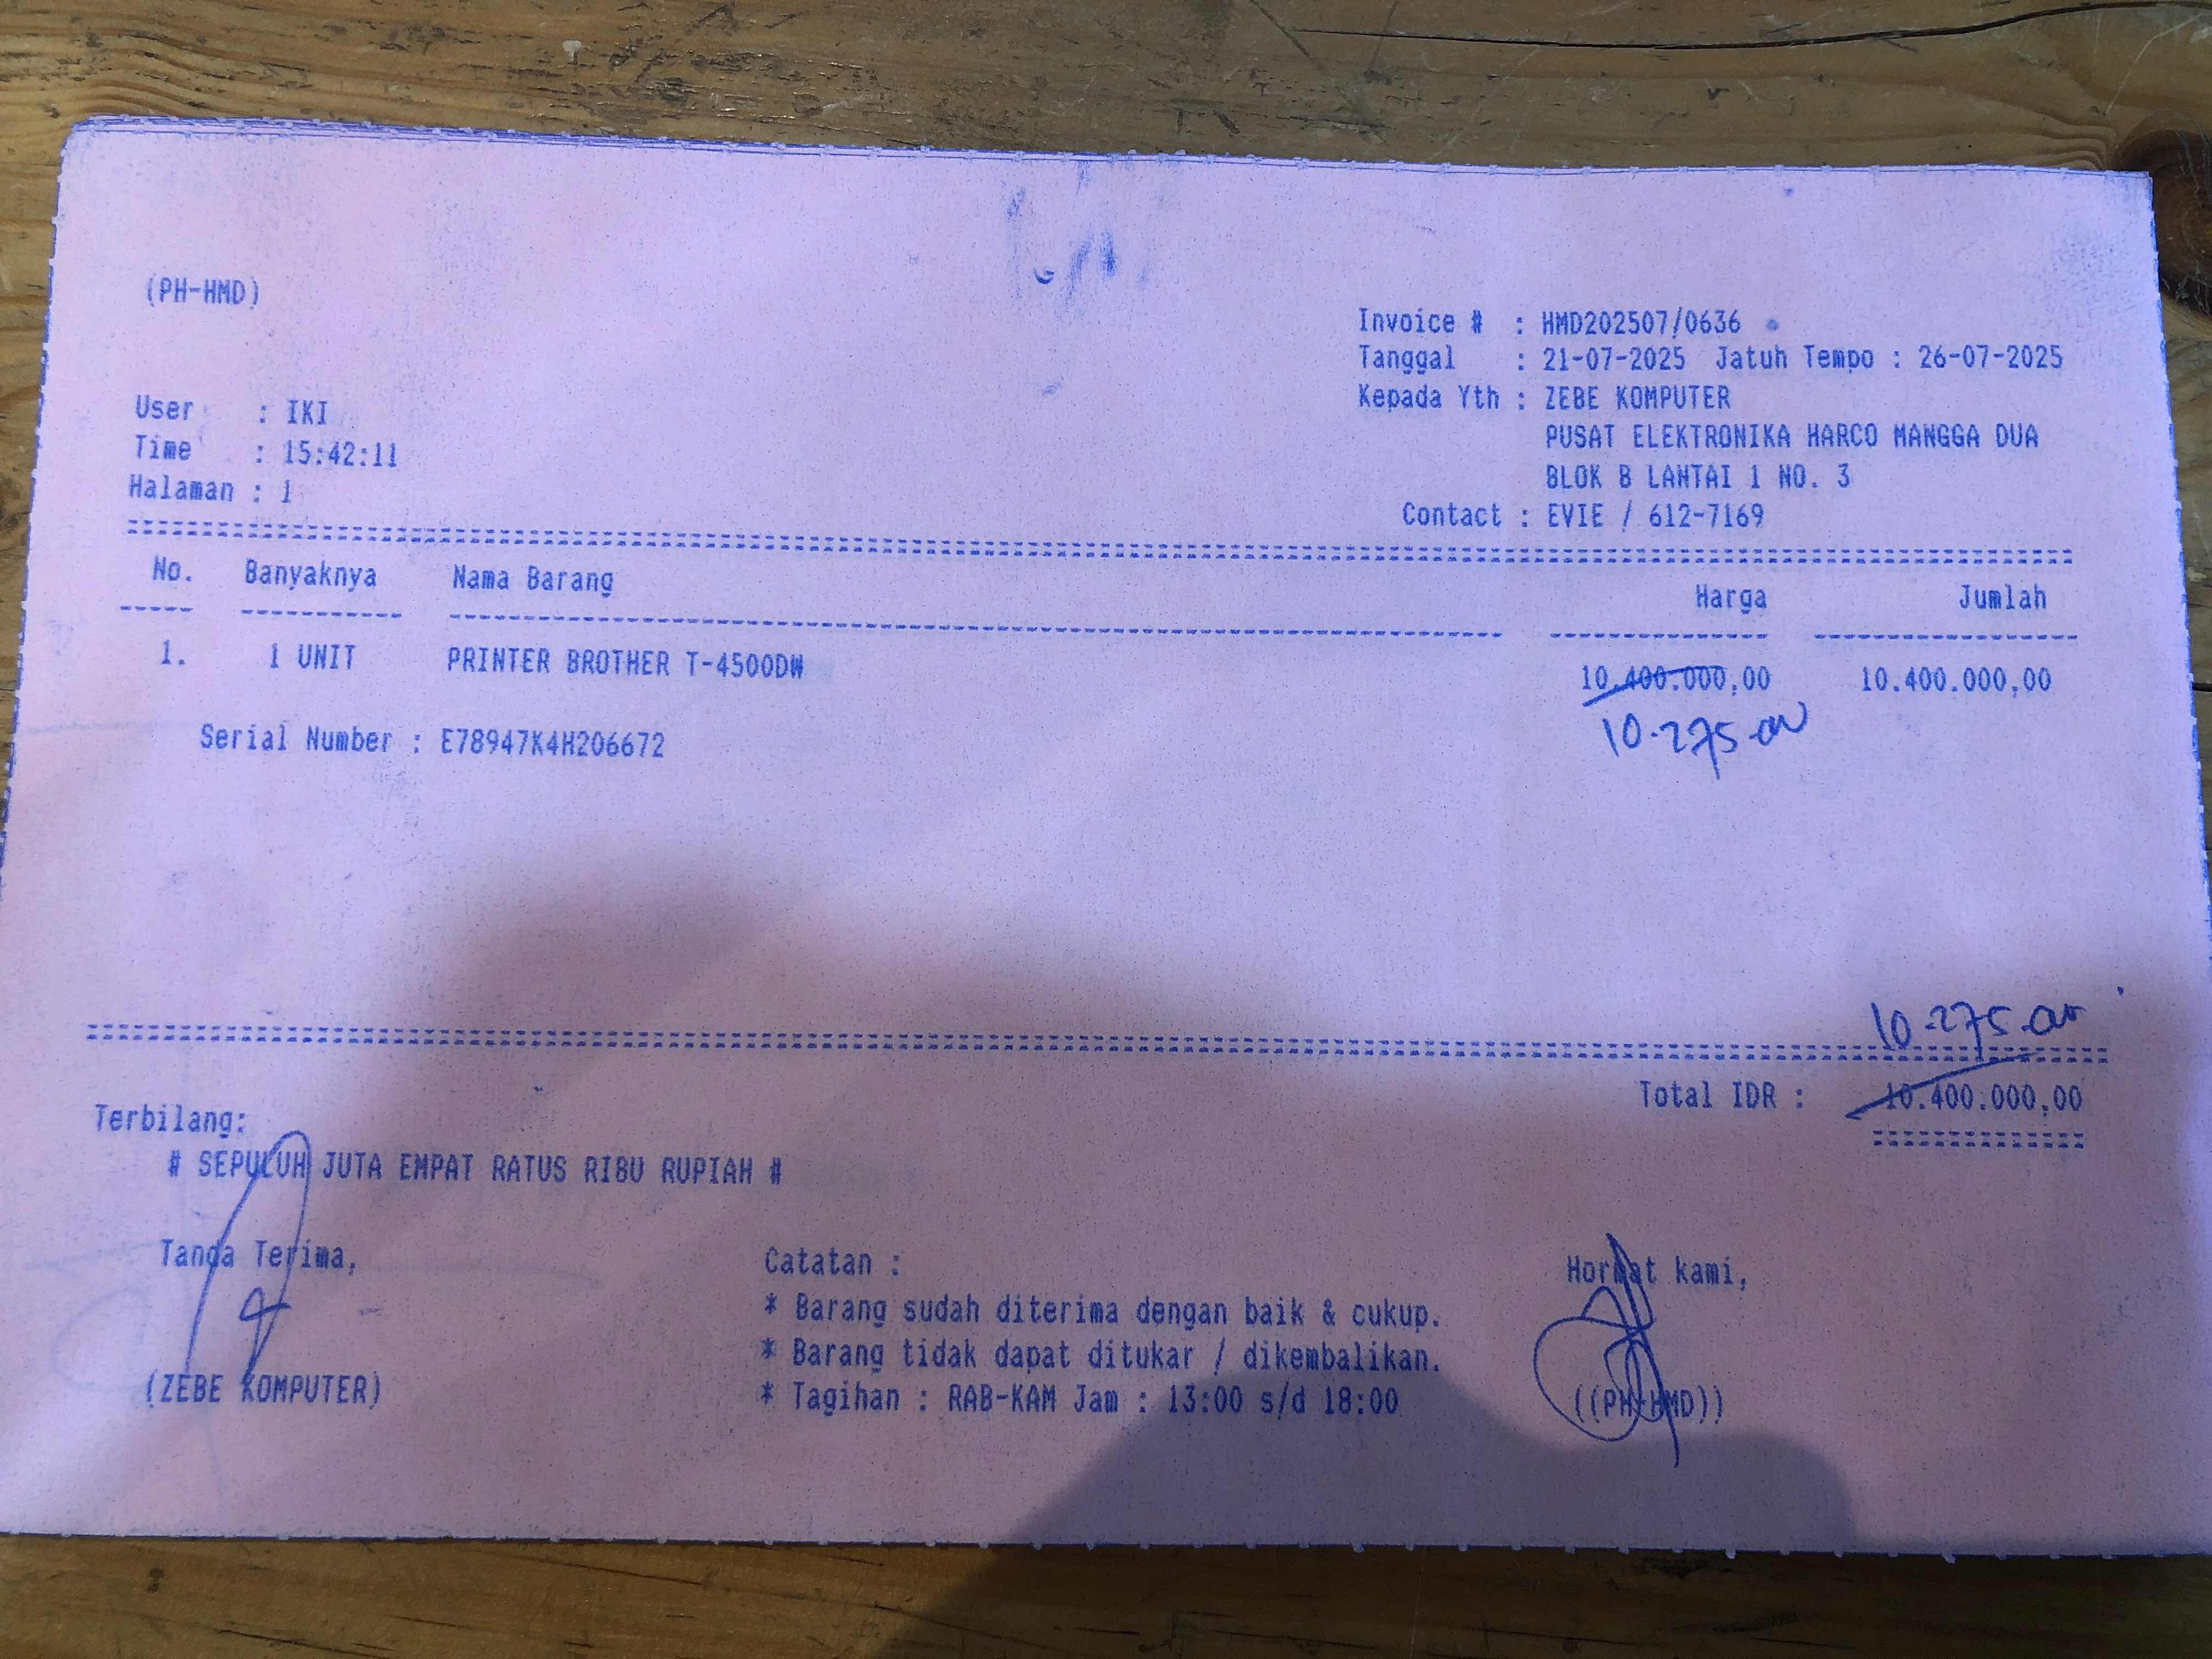 (PH-HMD)
Invoice # : HMD202507/0636
Tanggal : 21-07-2025 Jatuh Tempo : 26-07-2025
Kepada Yth : ZEBE KOMPUTER
PUSAT ELEKTRONIKA HARCO MANGGA DUA
BLOK B LANTAI 1 NO. 3
Contact : EVIE / 612-7169
User : IKI
Time : 15:42:11
Halaman : 1
No. Banyaknya Nama Barang Harga Jumlah
1. 1 UNIT PRINTER BROTHER T-4500DW 10.400.000,00 10.400.000,00
10.275.000
Serial Number : E78947K4H206672
10.275.000
Total IDR : 10.400.000,00
Terbilang:
# SEPULUH JUTA EMPAT RATUS RIBU RUPIAH #
Tanda Terima,
(ZEBE KOMPUTER)
Catatan :
* Barang sudah diterima dengan baik & cukup.
* Barang tidak dapat ditukar / dikembalikan.
* Tagihan : RAB-KAM Jam : 13:00 s/d 18:00
Hormat kami,
((PH-HMD))